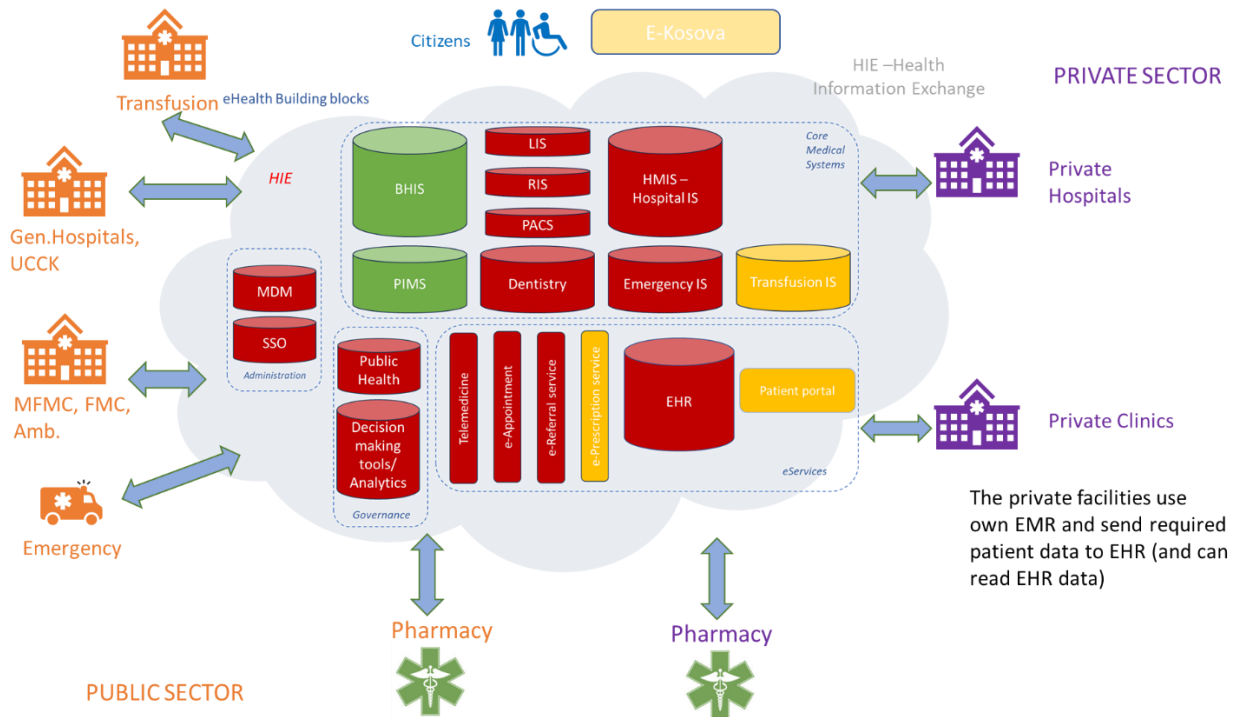 Citizens
E-Kosova
HIE –Health
Information Exchange
PRIVATE SECTOR
Transfusion
eHealth Building blocks
Core
Medical
Systems
HIE
BHIS
LIS
RIS
PACS
HMIS –
Hospital IS
Private
Hospitals
Gen.Hospitals,
UCCK
PIMS
Dentistry
Emergency IS
Transfusion IS
MDM
SSO
Administration
Public
Health
Decision
making
tools/
Analytics
Governance
Telemedicine
e-Appointment
e-Referral service
e-Prescription service
EHR
Patient portal
eServices
MFMC, FMC,
Amb.
Private Clinics
Emergency
The private facilities use
own EMR and send required
patient data to EHR (and can
read EHR data)
Pharmacy
Pharmacy
PUBLIC SECTOR